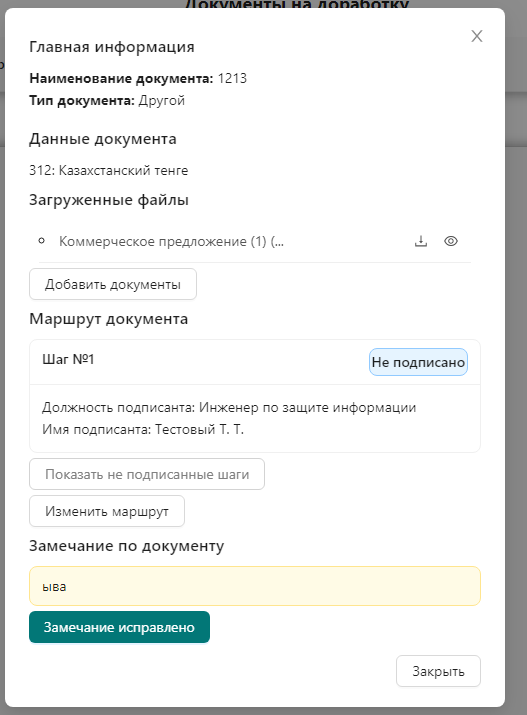 Документы на доработку
Главная информация
Наименование документа: 1213
Тип документа: Другой
Данные документа
312: Казахстанский тенге
Загруженные файлы
Коммерческое предложение (1) (...
Добавить документы
Маршрут документа
Шаг №1
Не подписано
Должность подписанта: Инженер по защите информации
Имя подписанта: Тестовый Т. Т.
Показать не подписанные шаги
Изменить маршрут
Замечание по документу
ыва
Замечание исправлено
Закрыть